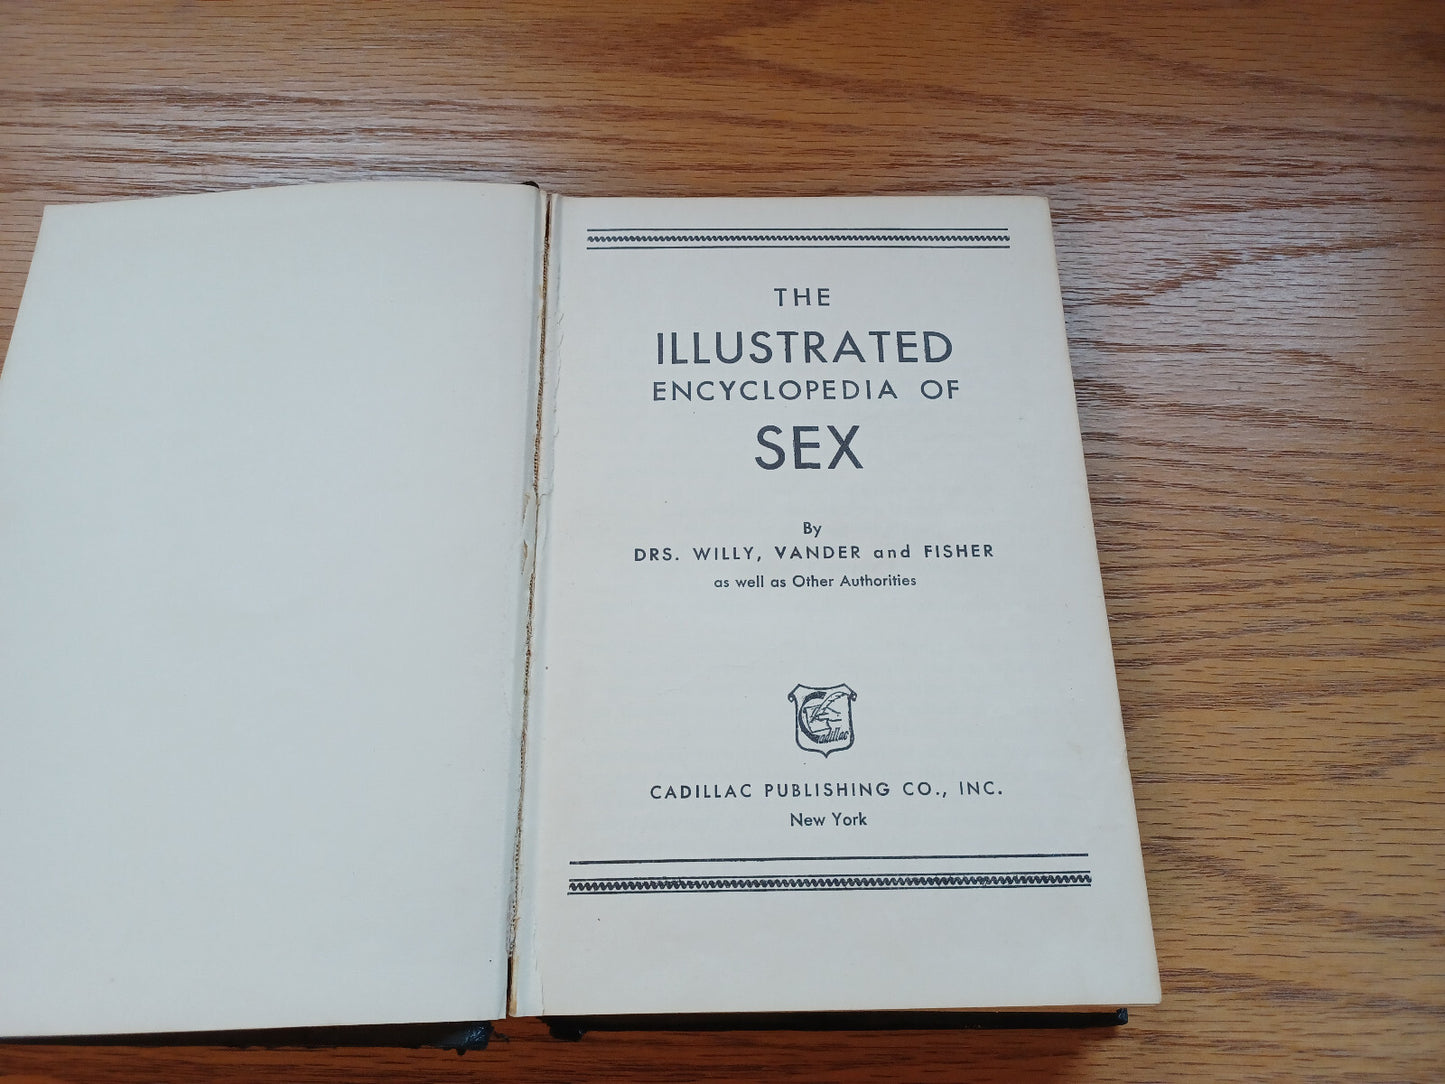 THE
ILLUSTRATED
ENCYCLOPEDIA OF
SEX
By
DRS. WILLY, VANDER and FISHER
as well as Other Authorities
Cadillac
CADILLAC PUBLISHING CO., INC.
New York